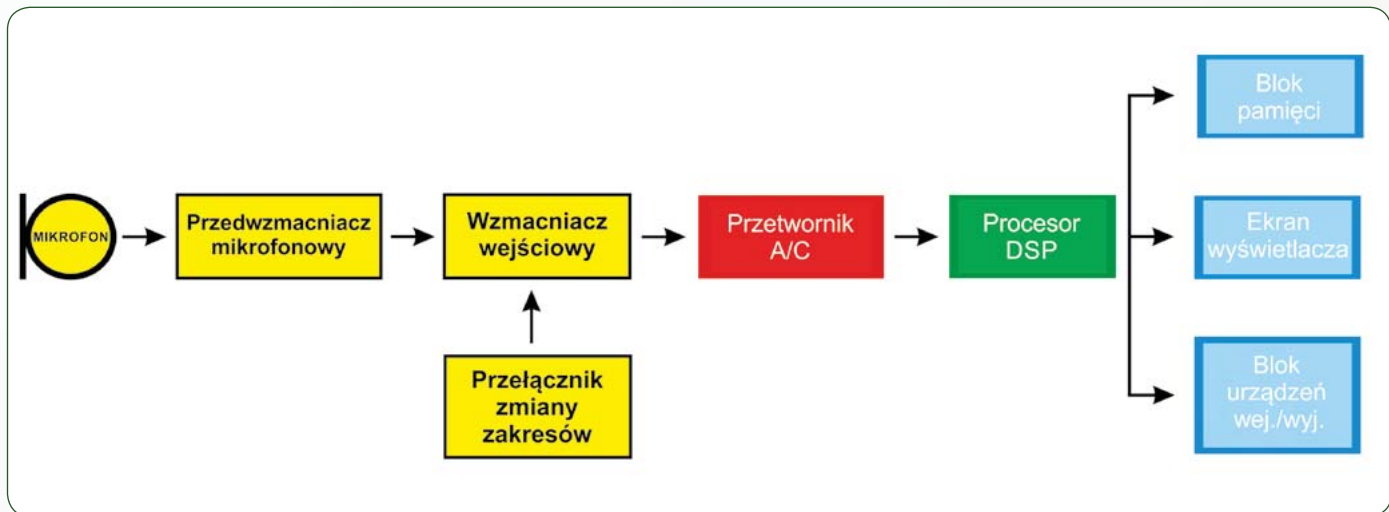 MIKROFON
Przedwzmacniacz
mikrofonowy
Wzmacniacz
wejściowy
Przełącznik
zmiany
zakresów
Przetwornik
A/C
Procesor
DSP
Blok
pamięci
Ekran
wyświetlacza
Blok
urządzeń
wej./wyj.